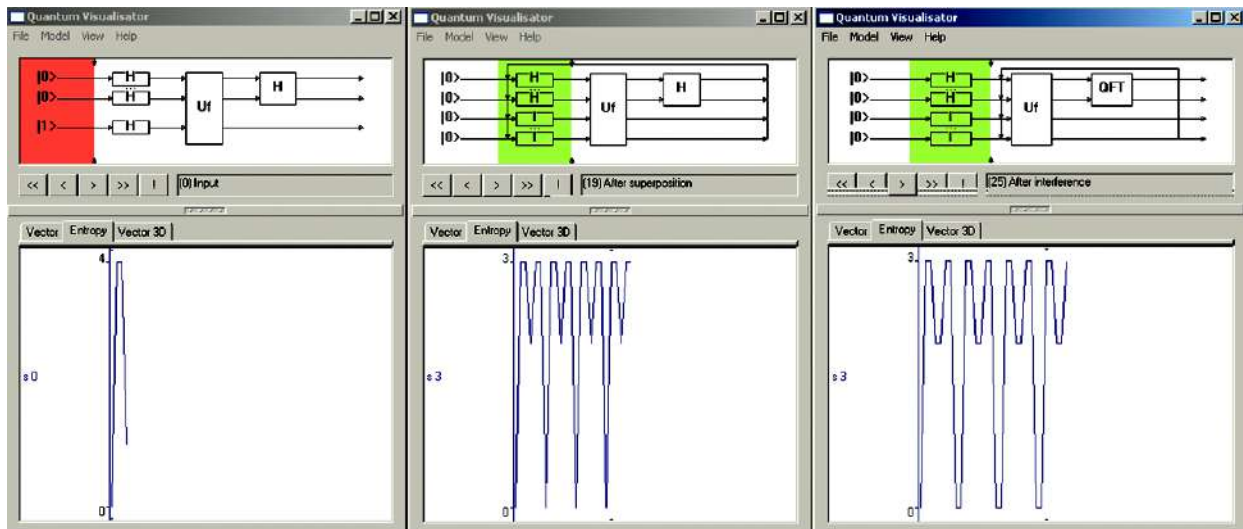 Quantum Visualisator
File Model View Help
|0> H
...
|0> H Uf H
|1> H
<< < > >> ! (0) Input
Vector Entropy Vector 3D
4
s 0
0
Quantum Visualisator
File Model View Help
|0> H
...
|0> H Uf H
|0> I
...
|0> I
<< < > >> ! (19) After superposition
Vector Entropy Vector 3D
3
s 3
0
Quantum Visualisator
File Model View Help
|0> H QFT
...
|0> H Uf
|0> I
...
|0> I
<< < > >> ! (25) After interference
Vector Entropy Vector 3D
3
s 3
0